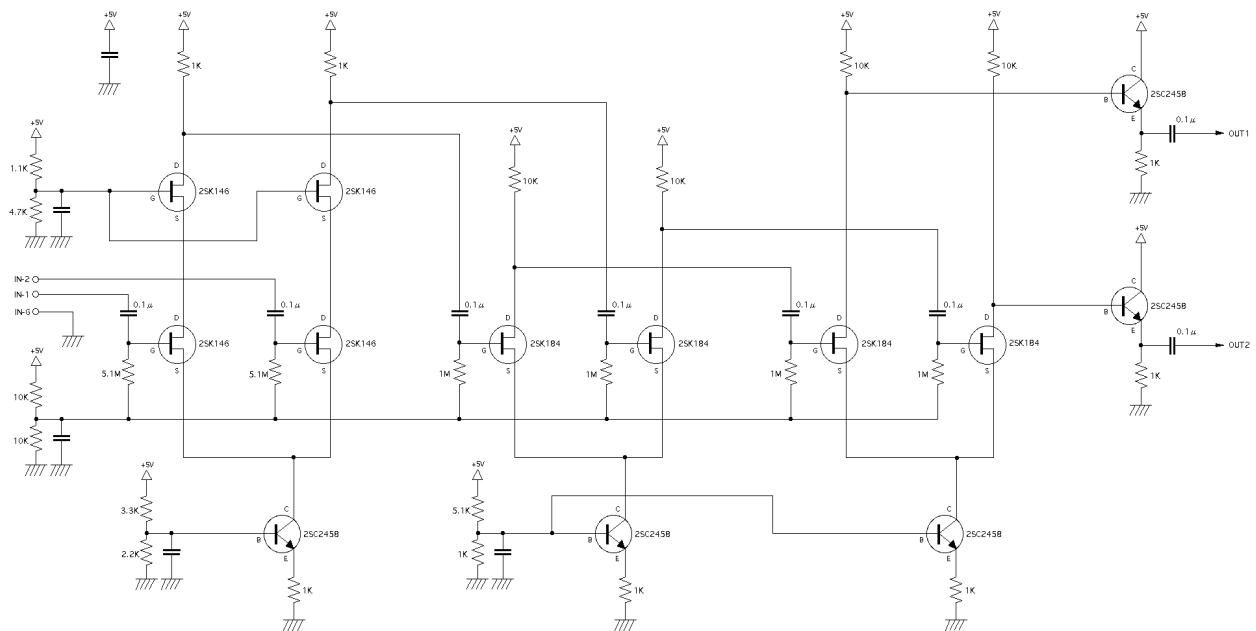 +5V
+5V
+5V
+5V
+5V
+5V
1K
1K
10K
10K
C
2SC2458
B
E
0.1μ
OUT1
1K
+5V
+5V
+5V
1.1K
D
D
2SK146
2SK146
G
G
S
S
4.7K
10K
10K
+5V
IN-2
IN-1
IN-G
0.1μ
0.1μ
0.1μ
0.1μ
0.1μ
0.1μ
C
2SC2458
B
E
0.1μ
OUT2
1K
D
D
D
D
D
D
2SK146
2SK146
2SK184
2SK184
2SK184
2SK184
G
G
G
G
G
G
S
S
S
S
S
S
+5V
5.1M
5.1M
1M
1M
1M
1M
10K
10K
+5V
+5V
3.3K
5.1K
C
C
C
2SC2458
2SC2458
2SC2458
B
B
B
E
E
E
2.2K
1K
1K
1K
1K